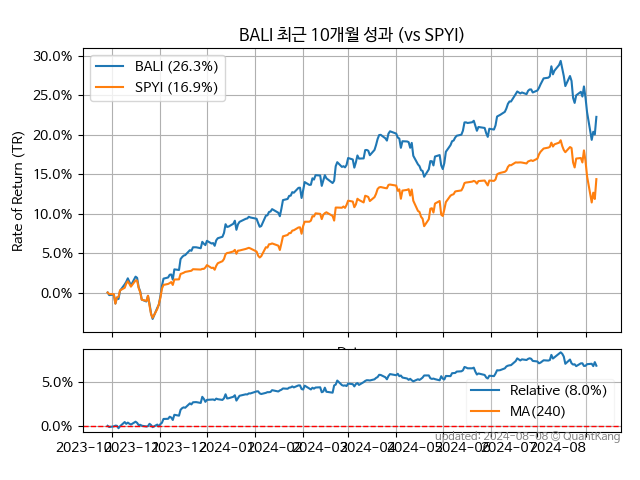 BALI 최근 10개월 성과 (vs SPYI)
Rate of Return (TR)
30.0%
25.0%
20.0%
15.0%
10.0%
5.0%
0.0%
BALI (26.3%)
SPYI (16.9%)
5.0%
0.0%
Relative (8.0%)
MA(240)
2023-10 2023-11 2023-12 2024-01 2024-02 2024-03 2024-04 2024-05 2024-06 2024-07 2024-08
updated: 2024-08-08 © QuantKang